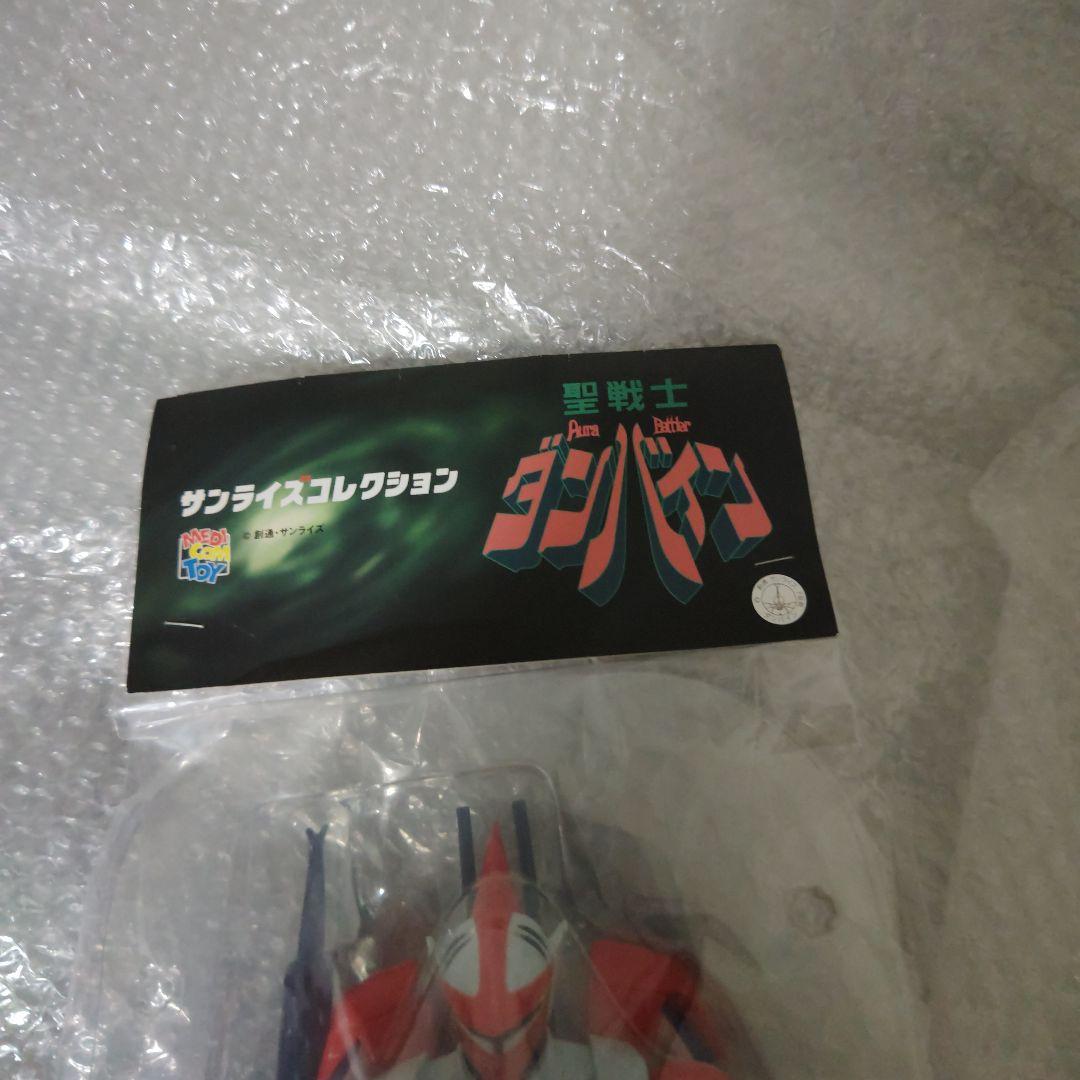 聖戦士
Aura Battler
ダンバイン
サンライズコレクション
MEDI
COM
TOY
© 創通・サンライズ